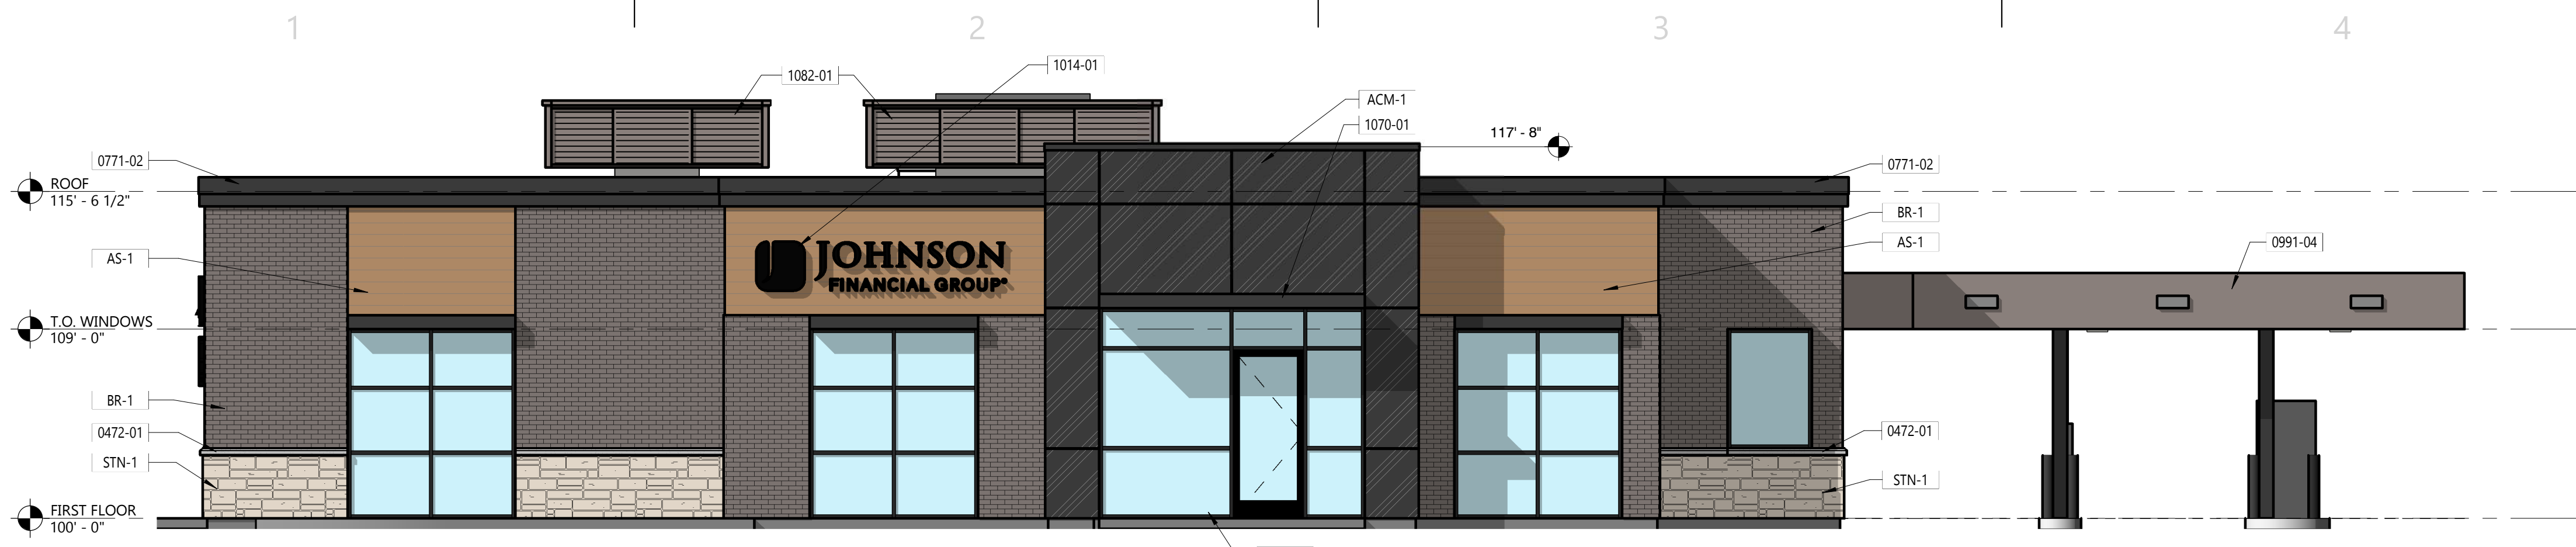 1
2
3
4
1082-01
1014-01
ACM-1
1070-01
117' - 8"
0771-02
0771-02
ROOF
115' - 6 1/2"
BR-1
AS-1
0991-04
AS-1
JOHNSON
FINANCIAL GROUP®
T.O. WINDOWS
109' - 0"
BR-1
0472-01
0472-01
STN-1
STN-1
FIRST FLOOR
100' - 0"